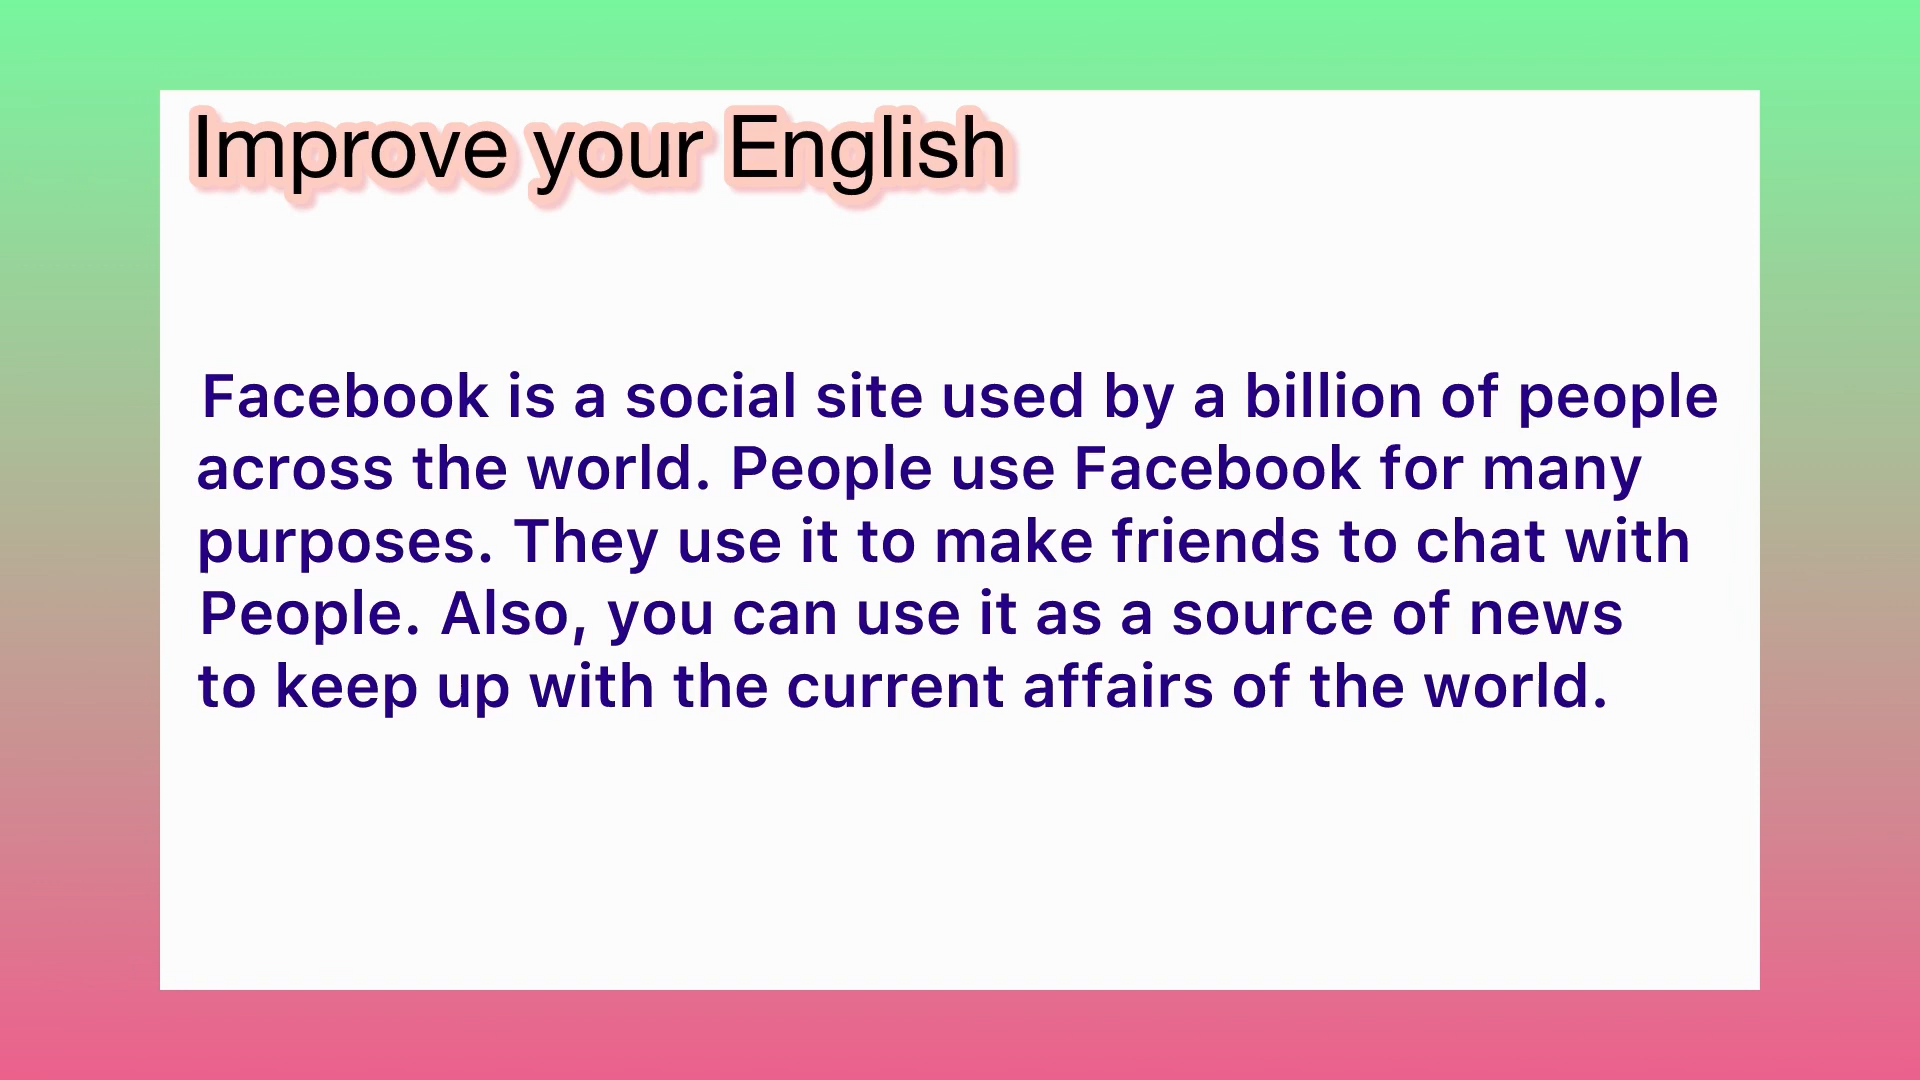 Improve your English
Facebook is a social site used by a billion of people
across the world. People use Facebook for many
purposes. They use it to make friends to chat with
People. Also, you can use it as a source of news
to keep up with the current affairs of the world.